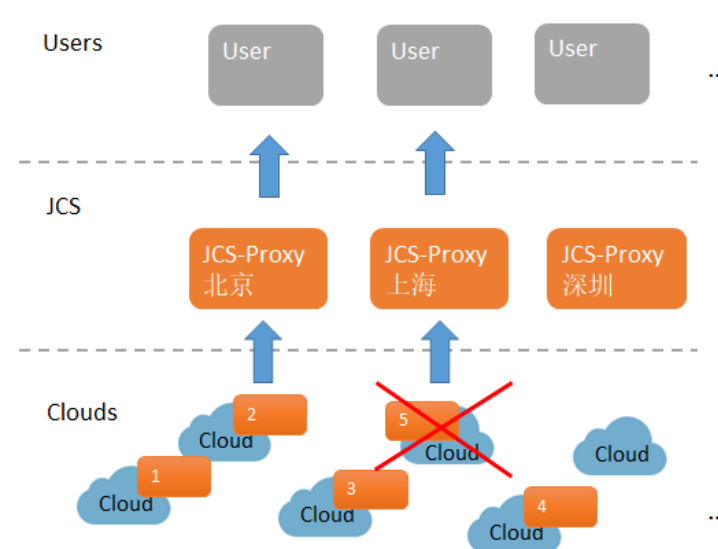 Users
User
User
User
..
JCS
JCS-Proxy
北京
JCS-Proxy
上海
JCS-Proxy
深圳
Clouds
2
Cloud
5
Cloud
Cloud
1
Cloud
3
Cloud
4
Cloud
..